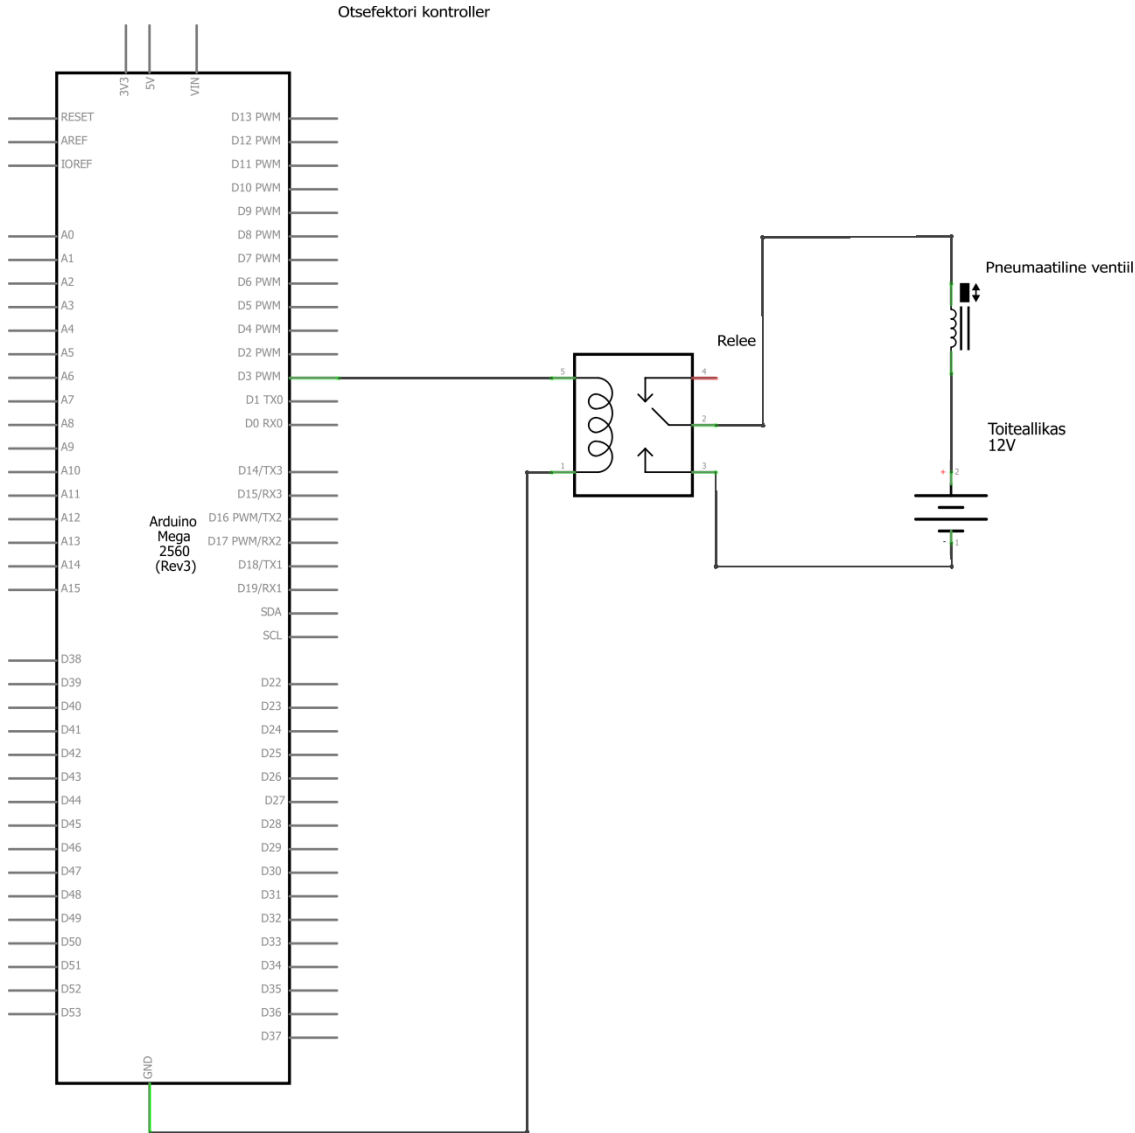 Otsefektori kontroller
3V3
5V
VIN
RESET
AREF
IOREF
A0
A1
A2
A3
A4
A5
A6
A7
A8
A9
A10
A11
A12
A13
A14
A15
D38
D39
D40
D41
D42
D43
D44
D45
D46
D47
D48
D49
D50
D51
D52
D53
GND
Arduino
Mega
2560
(Rev3)
D13 PWM
D12 PWM
D11 PWM
D10 PWM
D9 PWM
D8 PWM
D7 PWM
D6 PWM
D5 PWM
D4 PWM
D2 PWM
D3 PWM
D1 TX0
D0 RX0
D14/TX3
D15/RX3
D16 PWM/TX2
D17 PWM/RX2
D18/TX1
D19/RX1
SDA
SCL
D22
D23
D24
D25
D26
D27
D28
D29
D30
D31
D32
D33
D34
D35
D36
D37
Relee
5
1
4
2
3
Pneumaatiline ventiil
Toiteallikas
12V
+ 2
- 1